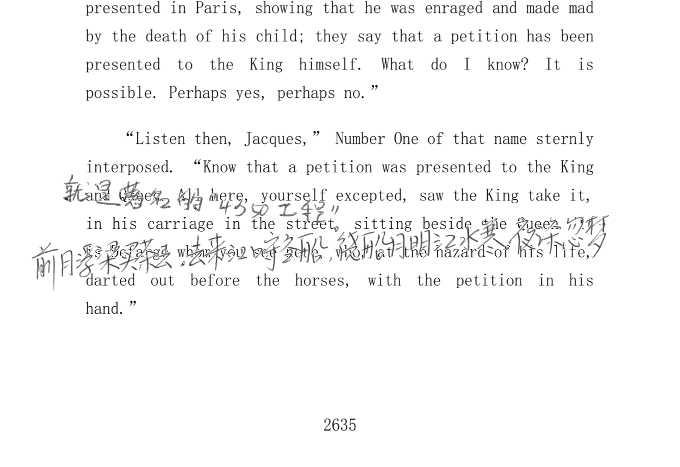 presented in Paris, showing that he was enraged and made mad
by the death of his child; they say that a petition has been
presented to the King himself. What do I know? It is
possible. Perhaps yes, perhaps no.”
“Listen then, Jacques,” Number One of that name sternly
interposed. “Know that a petition was presented to the King
and Queen. All here, yourself excepted, saw the King take it,
就是著名的 工程”。
in his carriage in the street, sitting beside the Queen. It
is Defarge whom you see here, who, at the hazard of his life,
前月浮梁买茶去,去来江口守空船,绕船月明江水寒。夜深忽梦
darted out before the horses, with the petition in his
hand.”
2635